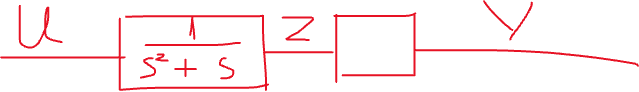 U 1/(s² + s) z y